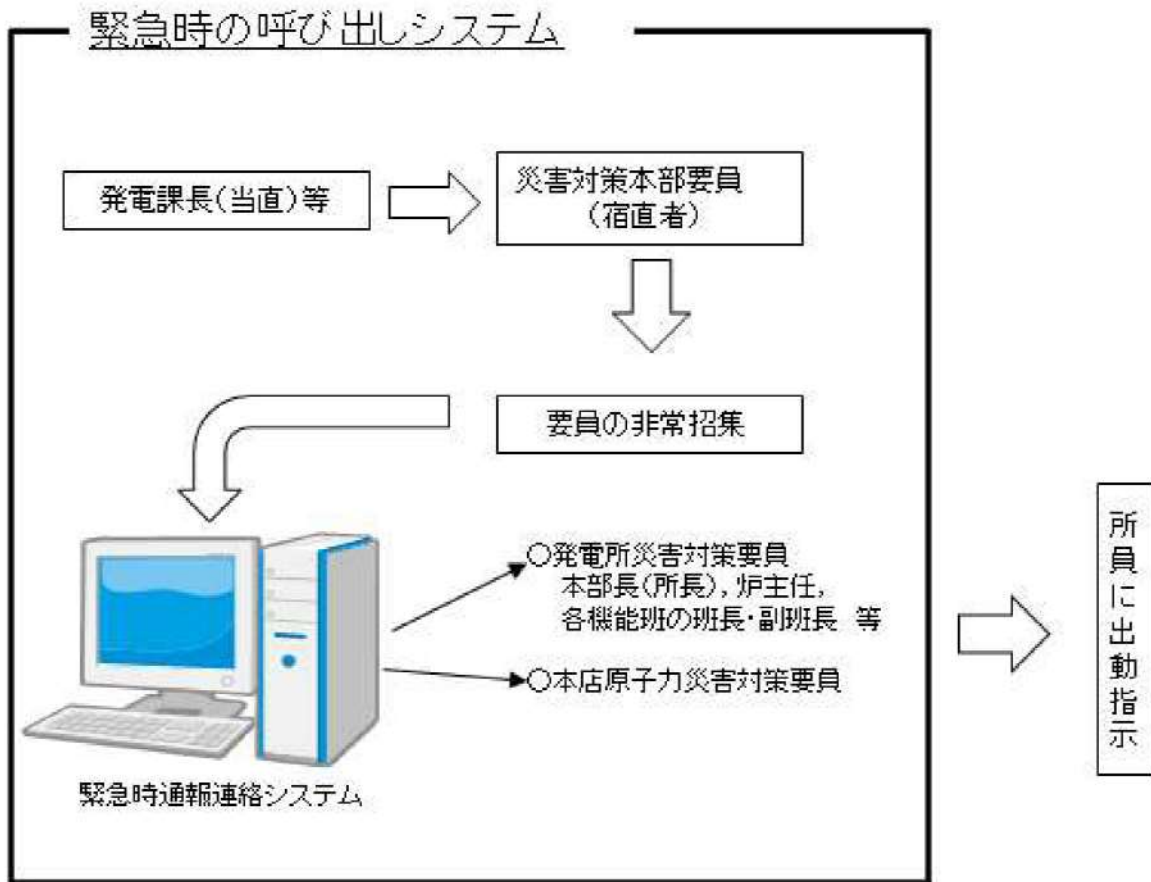 緊急時の呼び出しシステム
発電課長(当直)等
災害対策本部要員
(宿直者)
要員の非常招集
○発電所災害対策要員
本部長(所長),炉主任,
各機能班の班長・副班長 等
○本店原子力災害対策要員
緊急時通報連絡システム
所員に出動指示